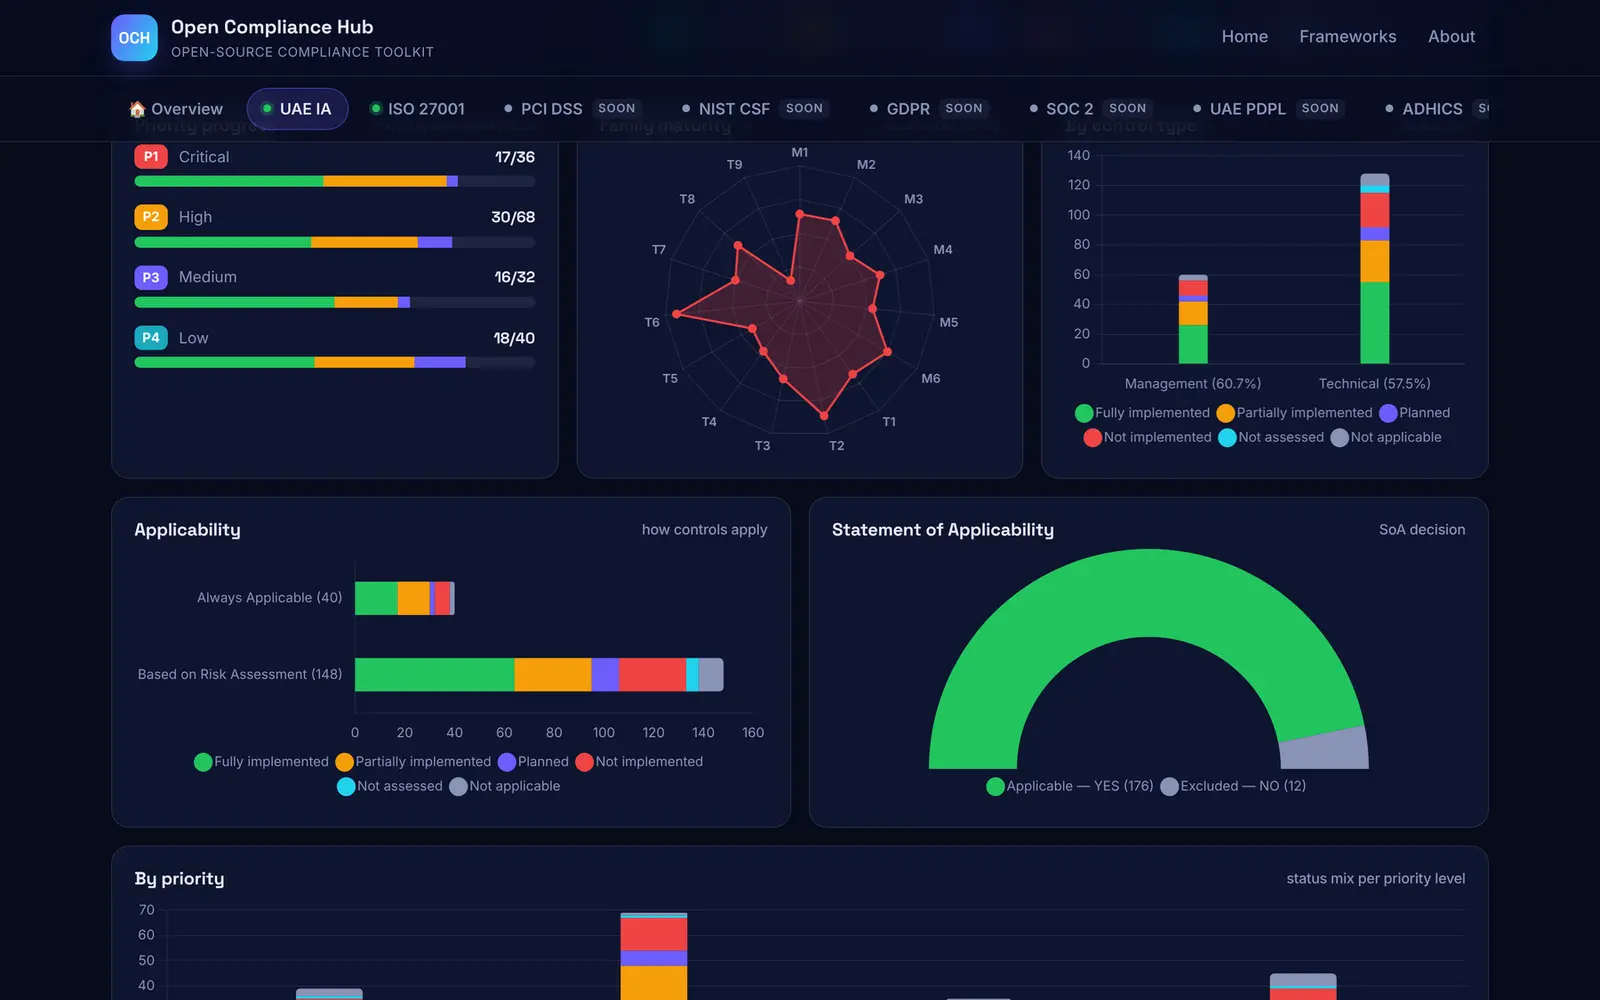 OCH
Open Compliance Hub
OPEN-SOURCE COMPLIANCE TOOLKIT
Home Frameworks About
Overview UAE IA ISO 27001 PCI DSS SOON NIST CSF SOON GDPR SOON SOC 2 SOON UAE PDPL SOON ADHICS
Priority progress
P1 Critical 17/36
P2 High 30/68
P3 Medium 16/32
P4 Low 18/40
Family maturity
M1
M2
M3
M4
M5
M6
T1
T2
T3
T4
T5
T6
T7
T8
T9
By control type
140
120
100
80
60
40
20
0
Management (60.7%) Technical (57.5%)
Fully implemented Partially implemented Planned
Not implemented Not assessed Not applicable
Applicability how controls apply
Always Applicable (40)
Based on Risk Assessment (148)
0 20 40 60 80 100 120 140 160
Fully implemented Partially implemented Planned Not implemented
Not assessed Not applicable
Statement of Applicability SoA decision
Applicable — YES (176) Excluded — NO (12)
By priority status mix per priority level
70
60
50
40